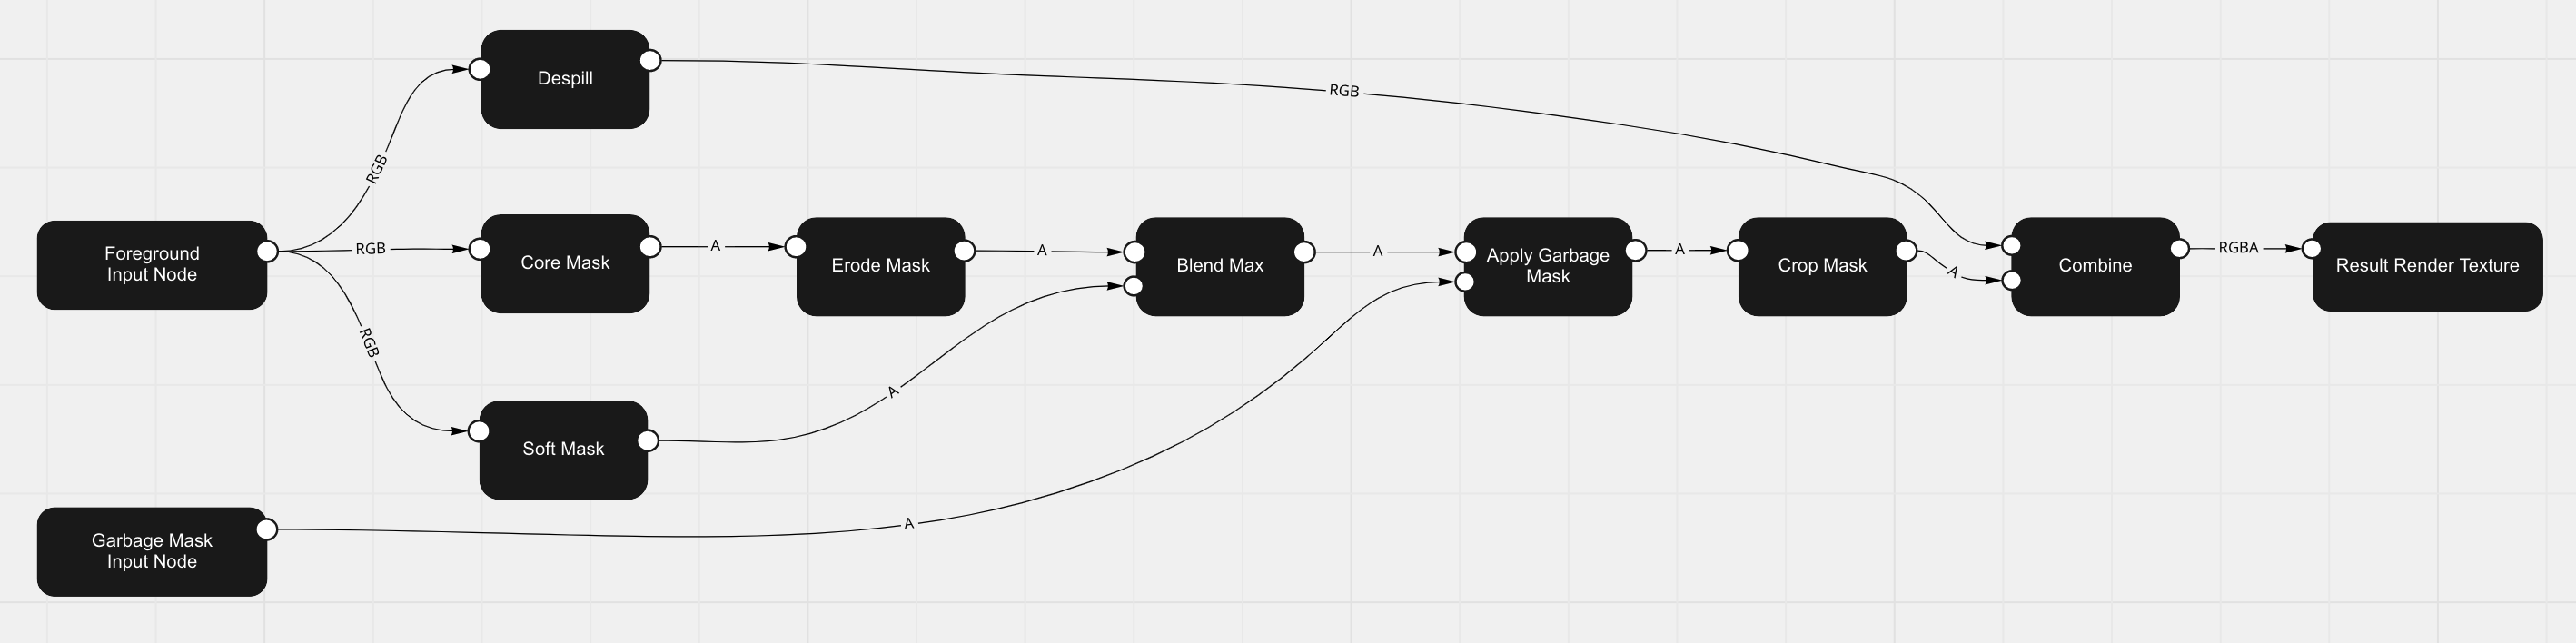 Despill
RGB
RGB
Foreground
Input Node
RGB
Core Mask
A
Erode Mask
A
Blend Max
A
Apply Garbage
Mask
A
Crop Mask
A
Combine
RGBA
Result Render Texture
RGB
A
Soft Mask
A
Garbage Mask
Input Node